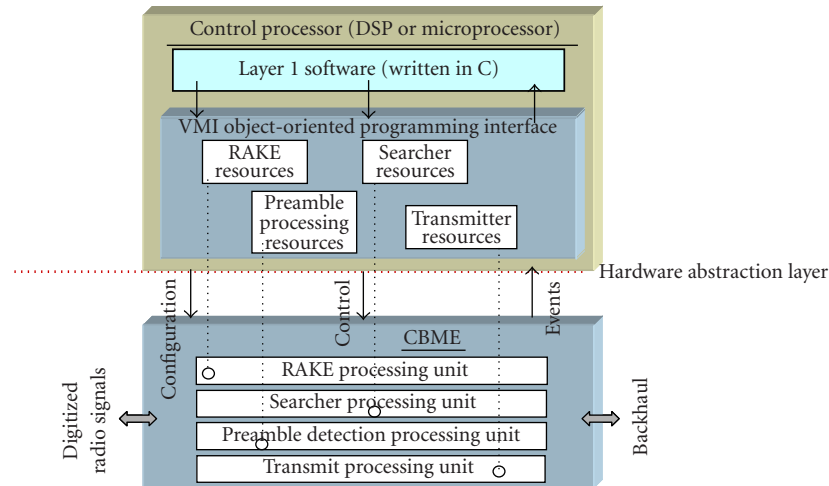 Control processor (DSP or microprocessor)
Layer 1 software (written in C)
VMI object-oriented programming interface
RAKE
resources
Searcher
resources
Preamble
processing
resources
Transmitter
resources
Hardware abstraction layer
Configuration
Control
Events
CBME
RAKE processing unit
Searcher processing unit
Preamble detection processing unit
Transmit processing unit
Digitized
radio signals
Backhaul